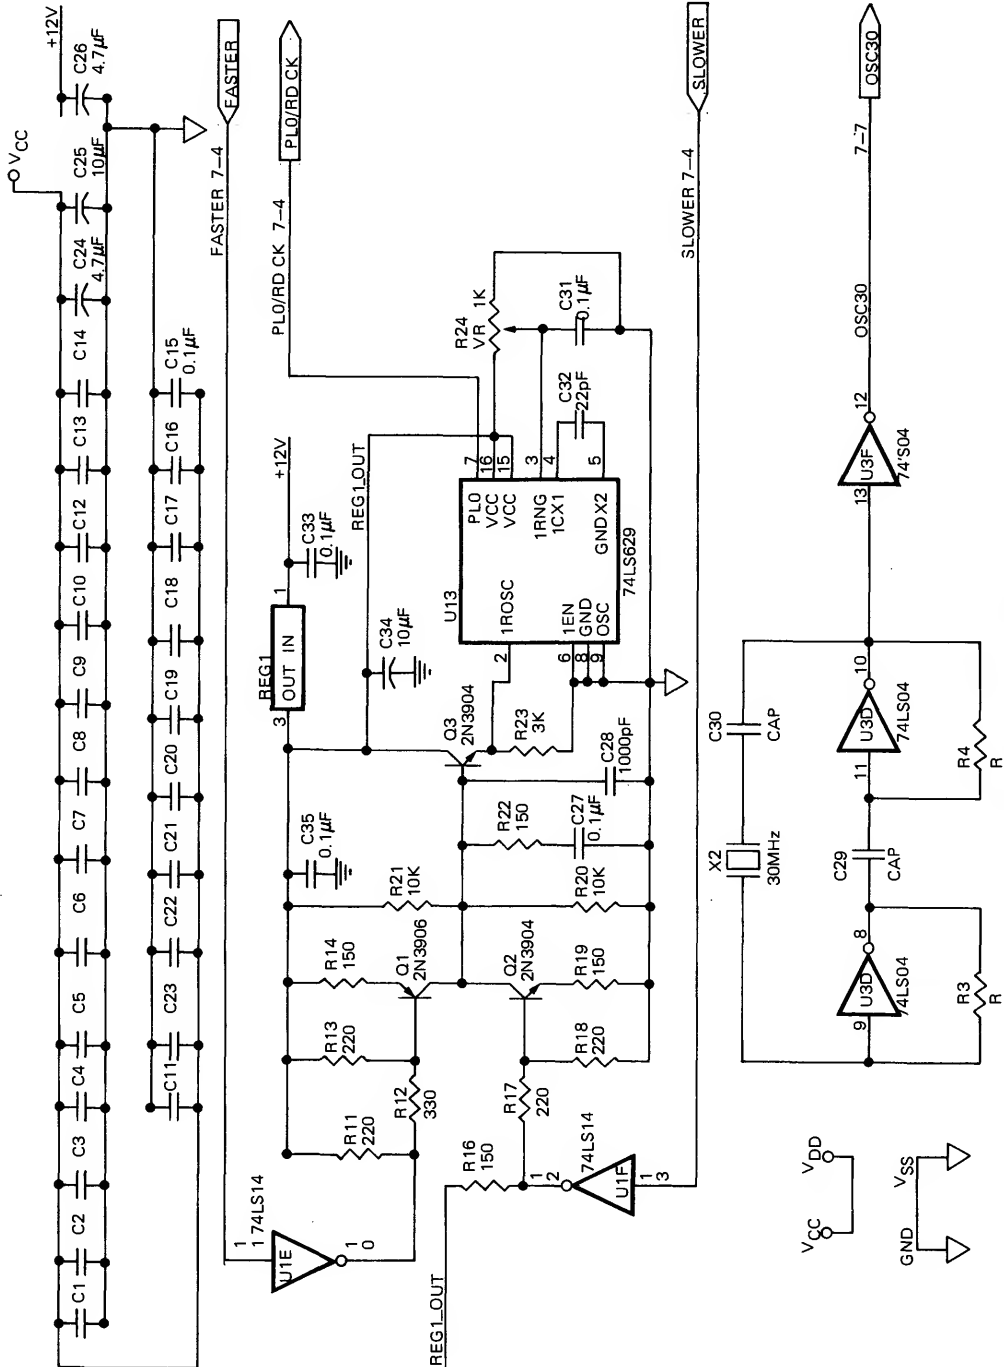 +12V
VCC
C26
4.7µF
C25
10µF
C24
4.7µF
C14
C13
C12
C10
C9
C8
C7
C6
C5
C4
C3
C2
C1
C15
0.1µF
C16
C17
C18
C19
C20
C21
C22
C23
C11
FASTER
FASTER 7–4
PL0/RD CK
PL0/RD CK 7–4
SLOWER
SLOWER 7–4
+12V
C33
0.1µF
1
REG1
OUT IN
3
REG1_OUT
C34
10µF
C35
0.1µF
U13
74LS629
PL0
VCC
VCC
1RNG
1CX1
GNDX2
1ROSC
1EN
GND
OSC
7
16
15
3
4
5
2
6
8
9
R24
VR
1K
C31
0.1µF
C32
22pF
Q3
2N3904
R23
3K
C28
1000pF
R22
150
C27
0.1µF
R21
10K
R20
10K
R14
150
Q1
2N3906
Q2
2N3904
R19
150
R13
220
R18
220
R12
330
R17
220
R11
220
R16
150
REG1_OUT
U1E
74LS14
1 1
1 0
U1F
74LS14
1 2
1 3
OSC30
7–7
OSC30
12
U3F
13
74'S04
C30
CAP
X2
30MHz
10
U3D
11
74LS04
R4
R
C29
CAP
8
U3D
9
74LS04
R3
R
VCC
VDD
GND
VSS